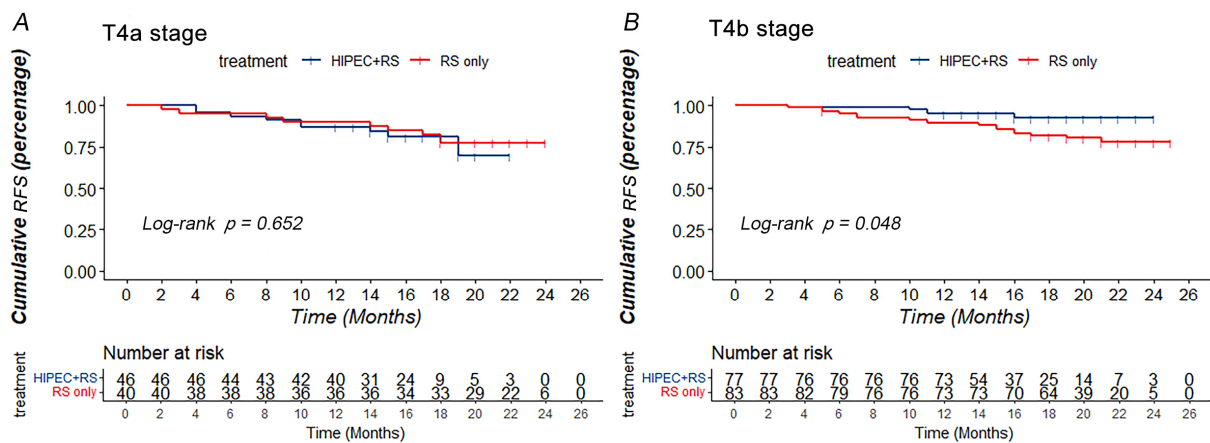 A
T4a stage
treatment HIPEC+RS RS only
Cumulative RFS (percentage)
1.00
0.75
0.50
0.25
0.00
Log-rank p = 0.652
0 2 4 6 8 10 12 14 16 18 20 22 24 26
Time (Months)
Number at risk
treatment
HIPEC+RS 46 46 46 44 43 42 40 31 24 9 5 3 0 0
RS only 40 40 38 38 38 36 36 36 34 33 29 22 6 0
0 2 4 6 8 10 12 14 16 18 20 22 24 26
Time (Months)
B
T4b stage
treatment HIPEC+RS RS only
Cumulative RFS (percentage)
1.00
0.75
0.50
0.25
0.00
Log-rank p = 0.048
0 2 4 6 8 10 12 14 16 18 20 22 24 26
Time (Months)
Number at risk
treatment
HIPEC+RS 77 77 76 76 76 76 73 54 37 25 14 7 3 0
RS only 83 83 82 79 76 76 73 73 70 64 39 20 5 0
0 2 4 6 8 10 12 14 16 18 20 22 24 26
Time (Months)